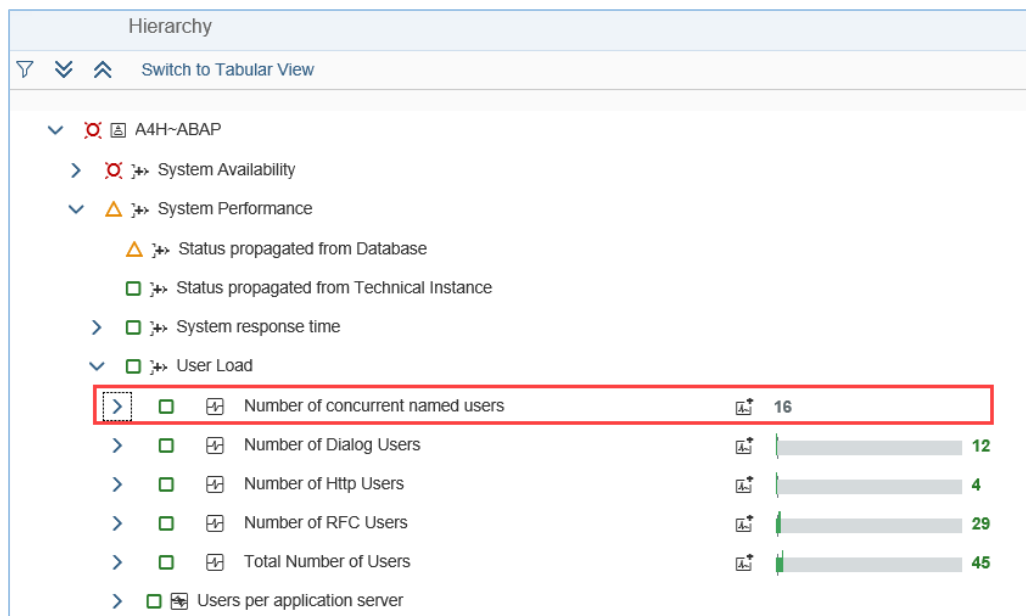 Hierarchy
Switch to Tabular View
A4H~ABAP
System Availability
System Performance
Status propagated from Database
Status propagated from Technical Instance
System response time
User Load
Number of concurrent named users 16
Number of Dialog Users 12
Number of Http Users 4
Number of RFC Users 29
Total Number of Users 45
Users per application server